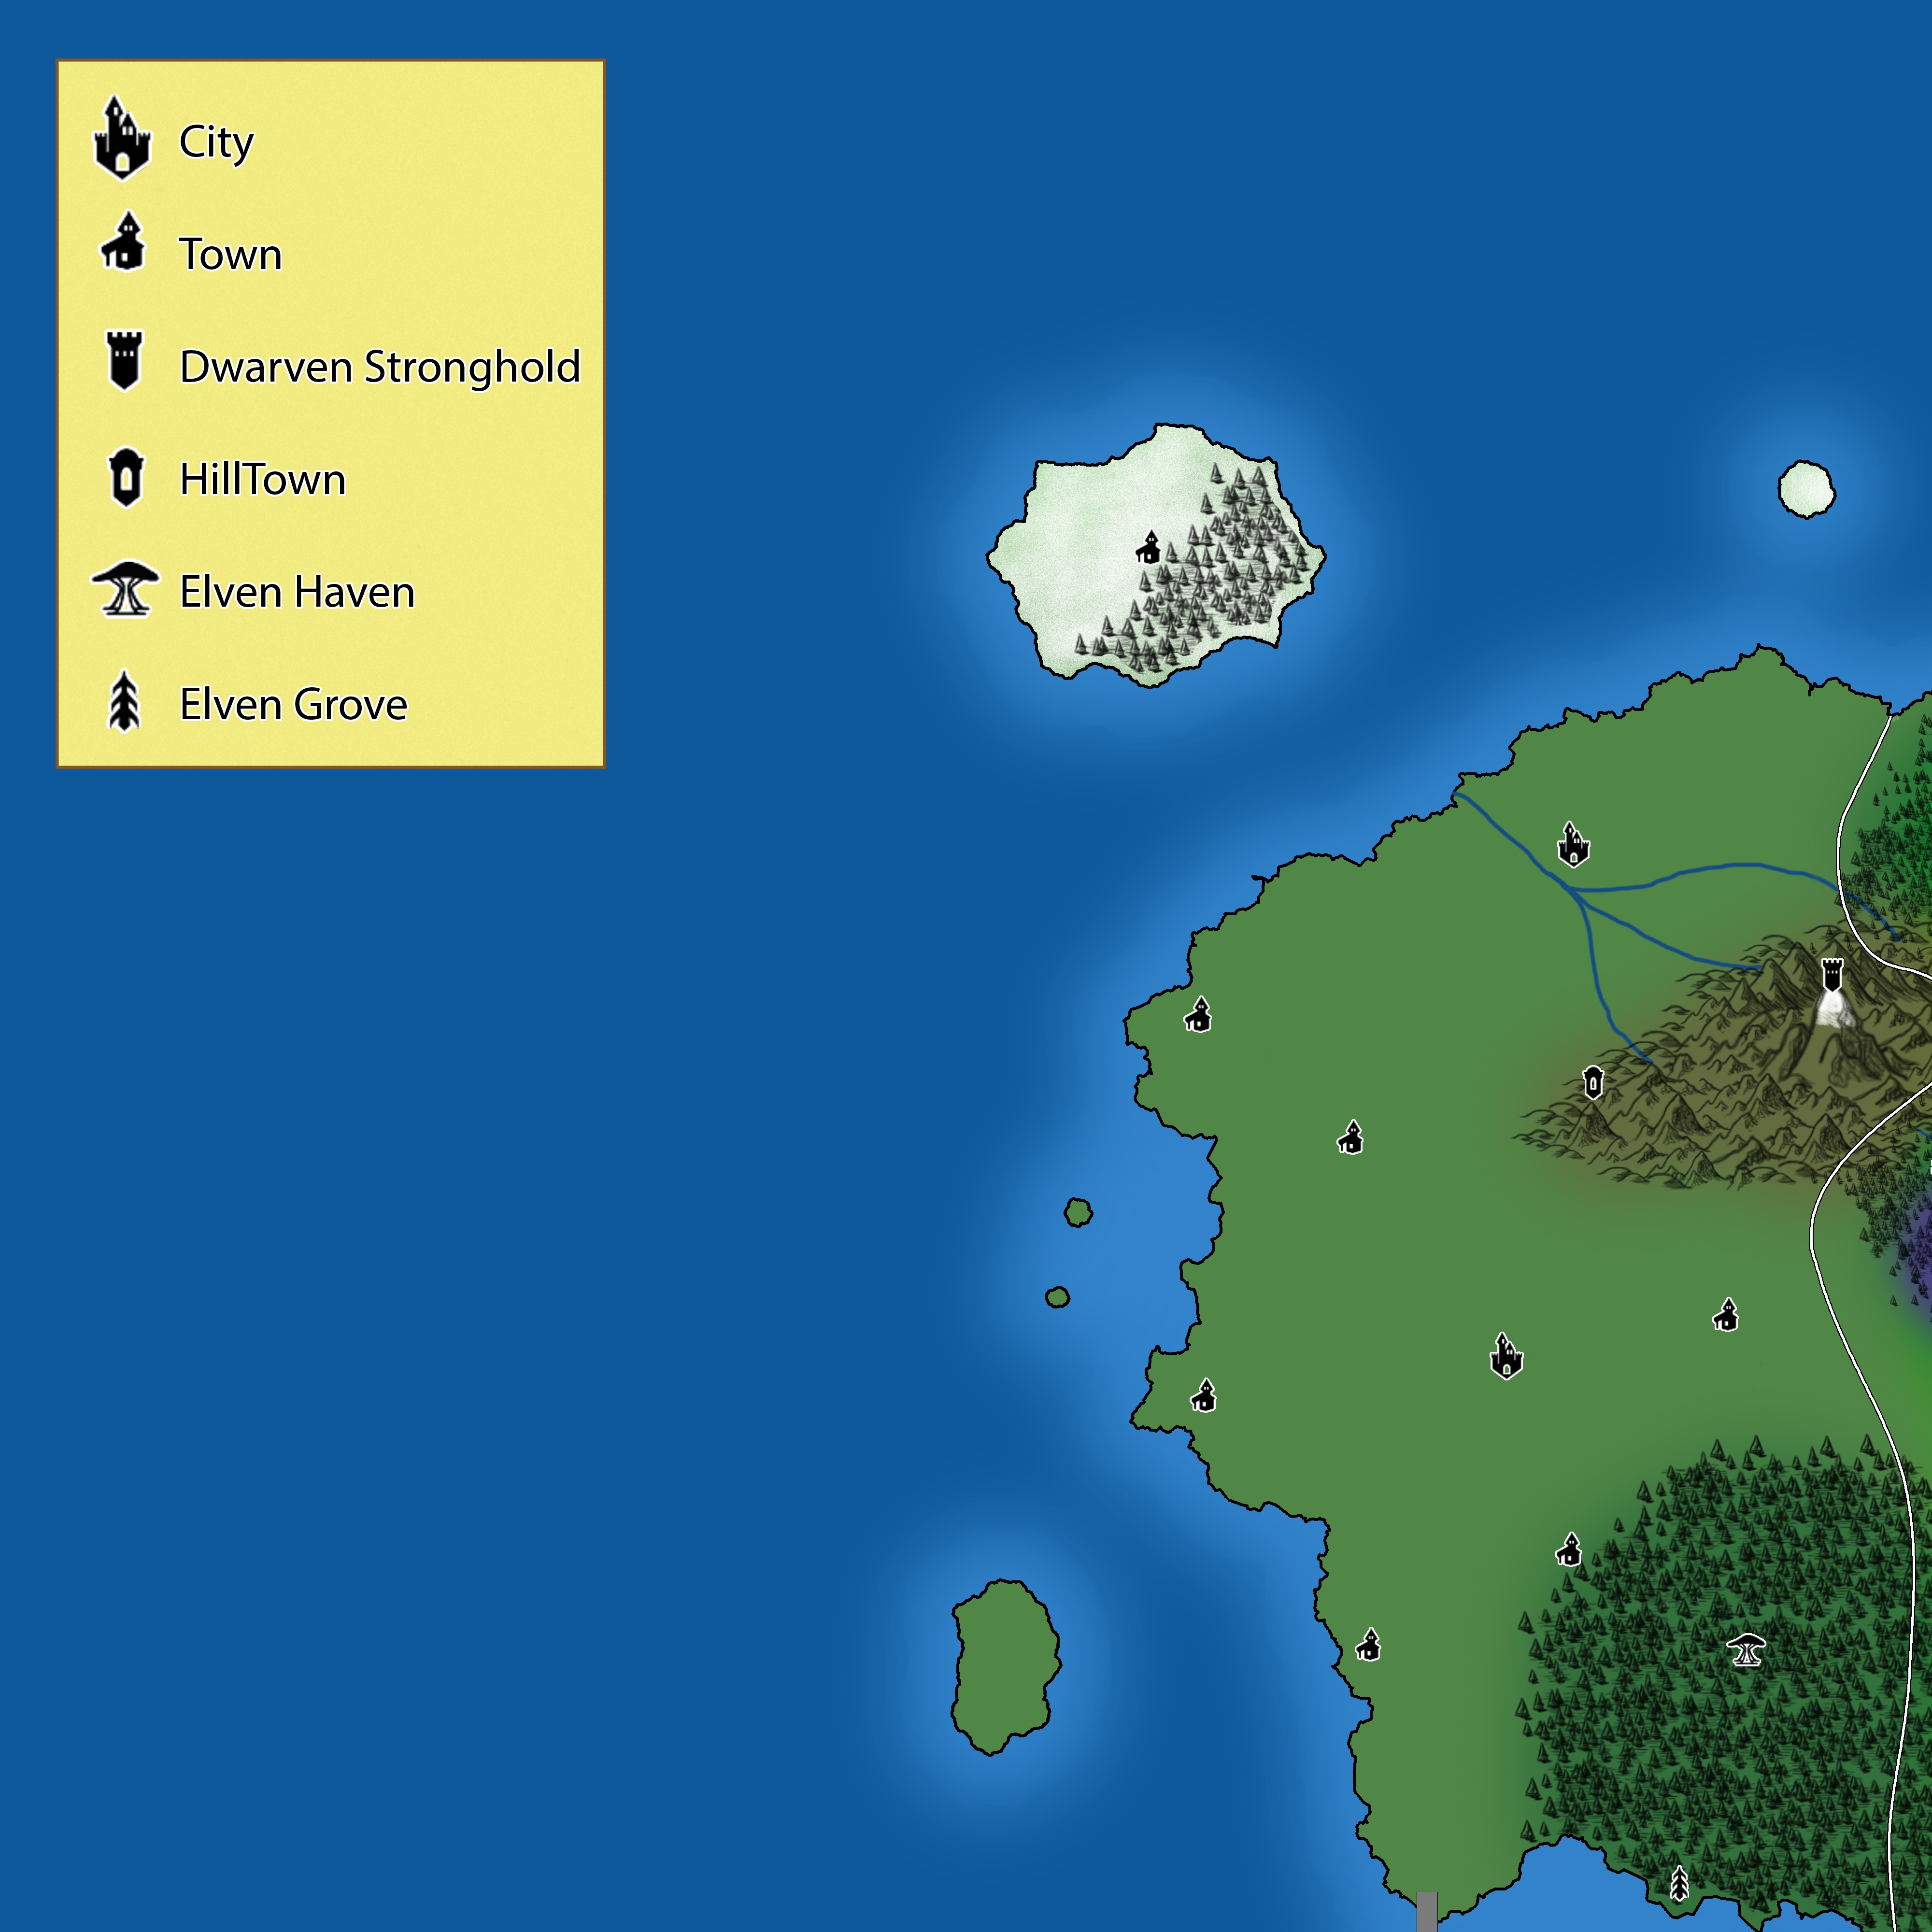 City
Town
Dwarven Stronghold
HillTown
Elven Haven
Elven Grove